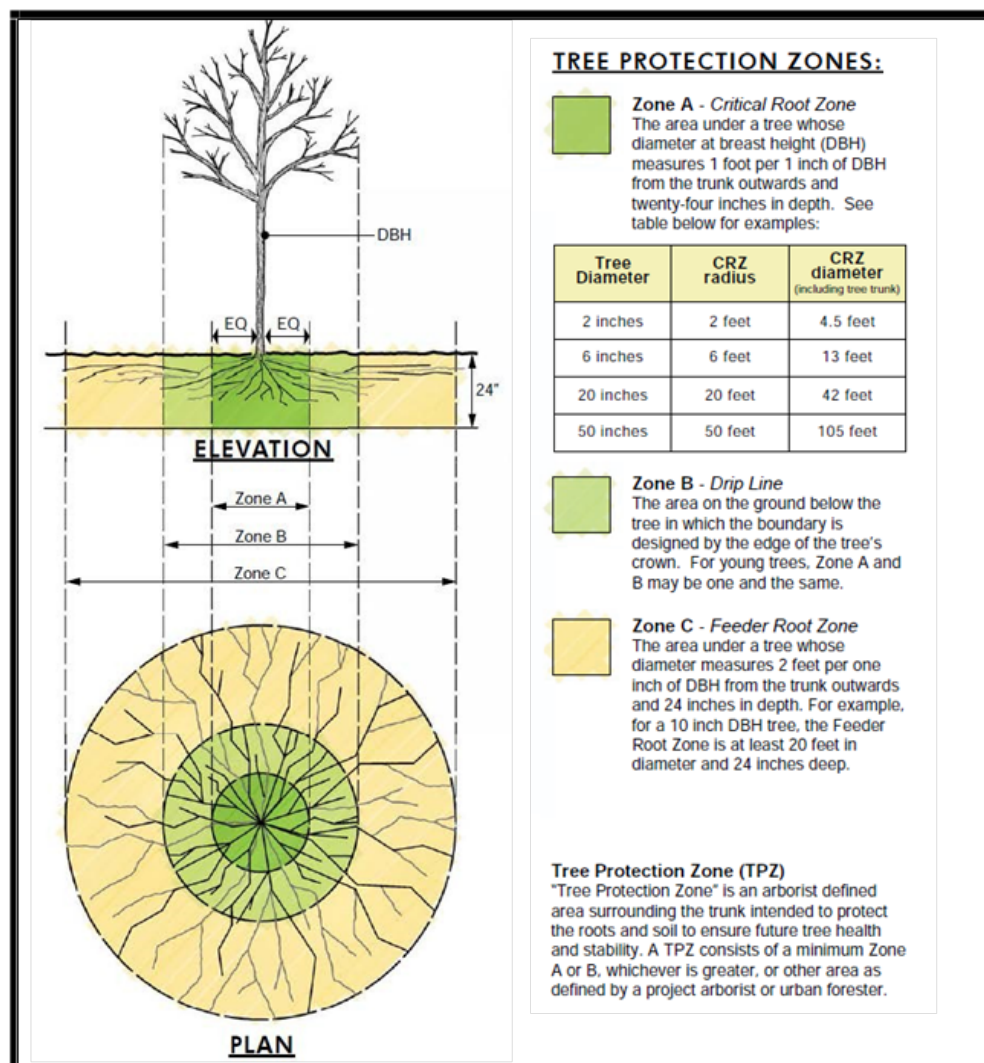 DBH
EQ EQ
24"
ELEVATION
Zone A
Zone B
Zone C
PLAN
TREE PROTECTION ZONES:
Zone A - Critical Root Zone
The area under a tree whose
diameter at breast height (DBH)
measures 1 foot per 1 inch of DBH
from the trunk outwards and
twenty-four inches in depth. See
table below for examples:
Tree Diameter CRZ radius CRZ diameter (including tree trunk)
2 inches 2 feet 4.5 feet
6 inches 6 feet 13 feet
20 inches 20 feet 42 feet
50 inches 50 feet 105 feet
Zone B - Drip Line
The area on the ground below the
tree in which the boundary is
designed by the edge of the tree's
crown. For young trees, Zone A and
B may be one and the same.
Zone C - Feeder Root Zone
The area under a tree whose
diameter measures 2 feet per one
inch of DBH from the trunk outwards
and 24 inches in depth. For example,
for a 10 inch DBH tree, the Feeder
Root Zone is at least 20 feet in
diameter and 24 inches deep.
Tree Protection Zone (TPZ)
"Tree Protection Zone" is an arborist defined
area surrounding the trunk intended to protect
the roots and soil to ensure future tree health
and stability. A TPZ consists of a minimum Zone
A or B, whichever is greater, or other area as
defined by a project arborist or urban forester.